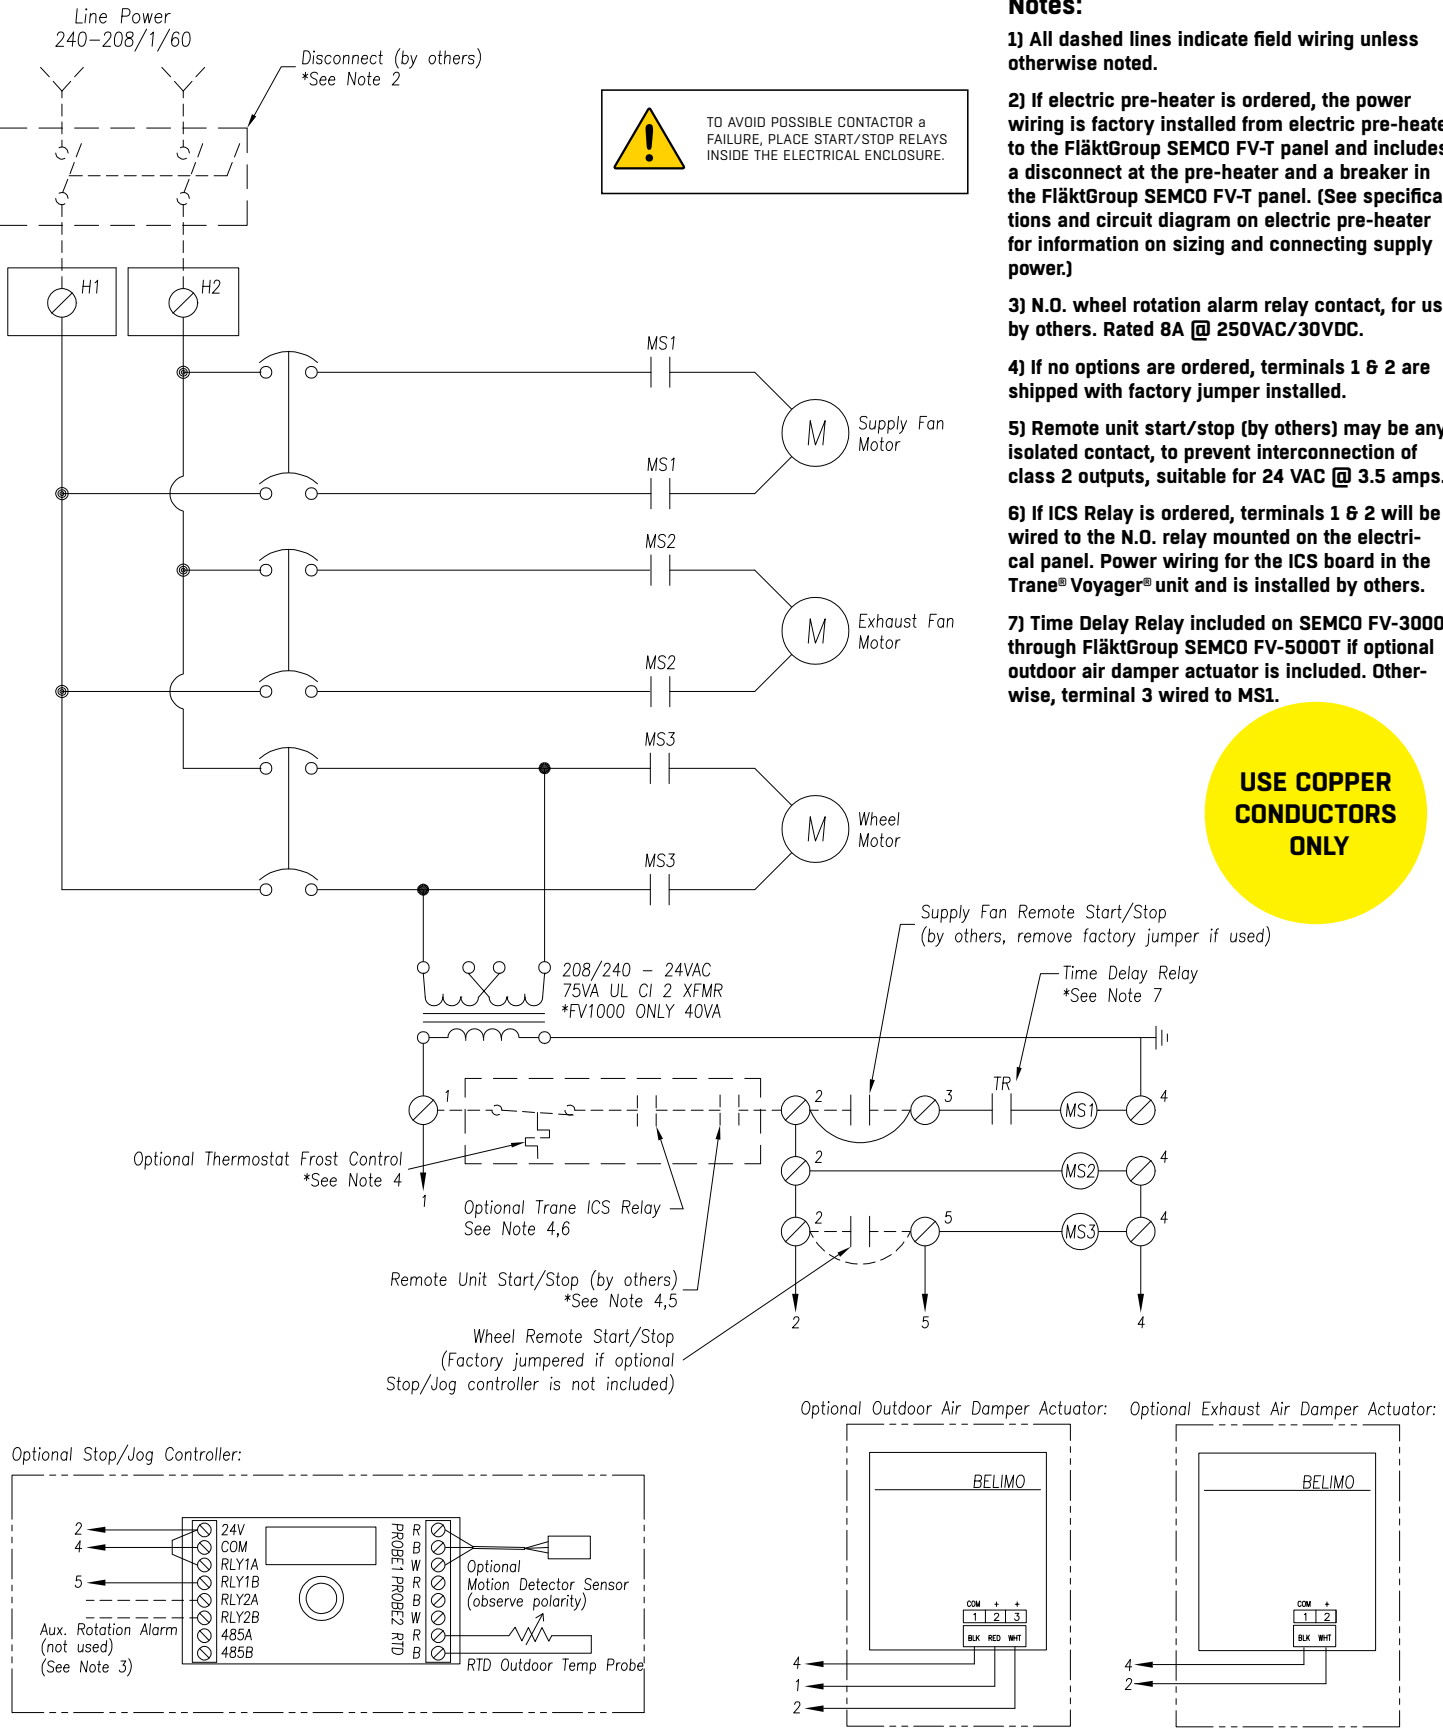 Line Power
240-208/1/60
Disconnect (by others)
*See Note 2
TO AVOID POSSIBLE CONTACTOR a
FAILURE, PLACE START/STOP RELAYS
INSIDE THE ELECTRICAL ENCLOSURE.
Notes:
1) All dashed lines indicate field wiring unless
otherwise noted.
2) If electric pre-heater is ordered, the power
wiring is factory installed from electric pre-heate
to the FläktGroup SEMCO FV-T panel and includes
a disconnect at the pre-heater and a breaker in
the FläktGroup SEMCO FV-T panel. (See specifica
tions and circuit diagram on electric pre-heater
for information on sizing and connecting supply
power.)
3) N.O. wheel rotation alarm relay contact, for us
by others. Rated 8A @ 250VAC/30VDC.
4) If no options are ordered, terminals 1 & 2 are
shipped with factory jumper installed.
5) Remote unit start/stop (by others) may be any
isolated contact, to prevent interconnection of
class 2 outputs, suitable for 24 VAC @ 3.5 amps.
6) If ICS Relay is ordered, terminals 1 & 2 will be
wired to the N.O. relay mounted on the electri-
cal panel. Power wiring for the ICS board in the
Trane® Voyager® unit and is installed by others.
7) Time Delay Relay included on SEMCO FV-3000
through FläktGroup SEMCO FV-5000T if optional
outdoor air damper actuator is included. Other-
wise, terminal 3 wired to MS1.
USE COPPER
CONDUCTORS
ONLY
H1
H2
MS1
M
Supply Fan
Motor
MS1
MS2
M
Exhaust Fan
Motor
MS2
MS3
M
Wheel
Motor
MS3
208/240 - 24VAC
75VA UL CI 2 XFMR
*FV1000 ONLY 40VA
Supply Fan Remote Start/Stop
(by others, remove factory jumper if used)
Time Delay Relay
*See Note 7
1
2
3
TR
MS1
4
1
2
MS2
4
2
5
MS3
4
2
5
4
Optional Thermostat Frost Control
*See Note 4
Optional Trane ICS Relay
See Note 4,6
Remote Unit Start/Stop (by others)
*See Note 4,5
Wheel Remote Start/Stop
(Factory jumpered if optional
Stop/Jog controller is not included)
Optional Stop/Jog Controller:
2
4
5
24V
COM
RLY1A
RLY1B
RLY2A
RLY2B
485A
485B
Aux. Rotation Alarm
(not used)
(See Note 3)
PROBE1
PROBE2
RTD
R
B
W
R
B
W
R
B
Optional
Motion Detector Sensor
(observe polarity)
RTD Outdoor Temp Probe
Optional Outdoor Air Damper Actuator:
BELIMO
COM + +
1 2 3
BLK RED WHT
4
1
2
Optional Exhaust Air Damper Actuator:
BELIMO
COM +
1 2
BLK WHT
4
2